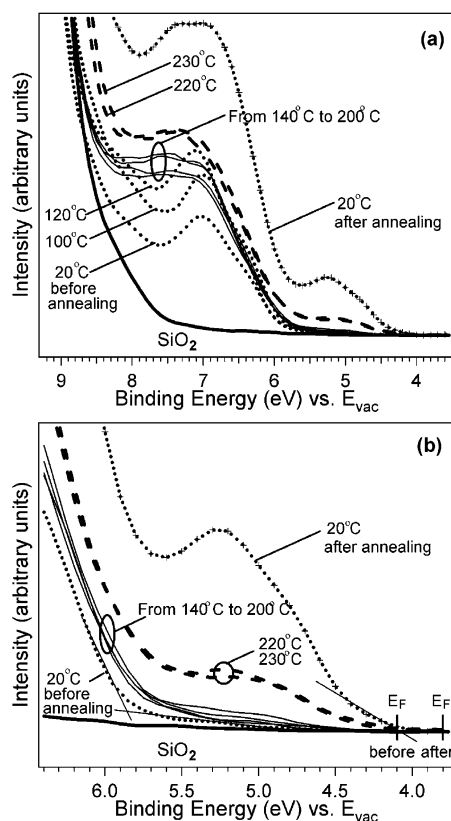 (a)
230°C
220°C
From 140°C to 200°C
120°C
100°C
20°C
before
annealing
20°C
after annealing
SiO2
Intensity (arbitrary units)
9 8 7 6 5 4
Binding Energy (eV) vs. Evac
(b)
20°C
after annealing
From 140°C to 200°C
220°C
230°C
20°C
before
annealing
EF EF
before after
SiO2
Intensity (arbitrary units)
6.0 5.5 5.0 4.5 4.0
Binding Energy (eV) vs. Evac